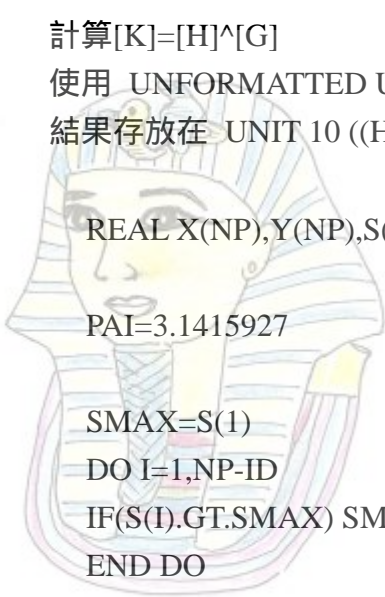 計算[K]=[H]^[G]
使用 UNFORMATTED
結果存放在 UNIT 10 ((H
REAL X(NP),Y(NP),S(
PAI=3.1415927
SMAX=S(1)
DO I=1,NP-ID
IF(S(I).GT.SMAX) SM
END DO